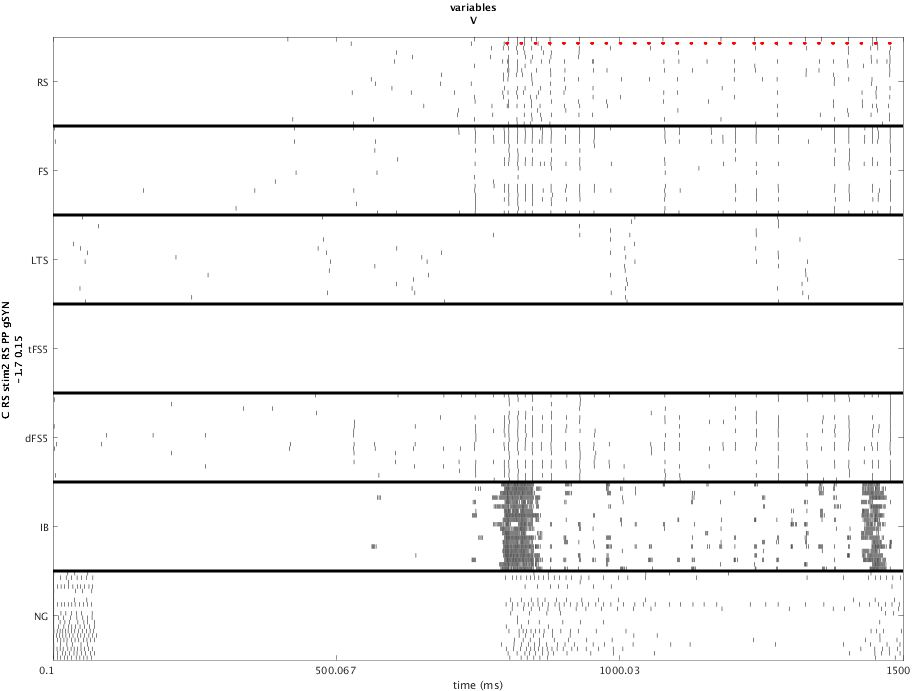 variables
V
RS
FS
LTS
tFS5
dFS5
IB
NG
C RS stim2 RS PP gSYN
-1.7 0.15
0.1
500.067
1000.03
1500
time (ms)